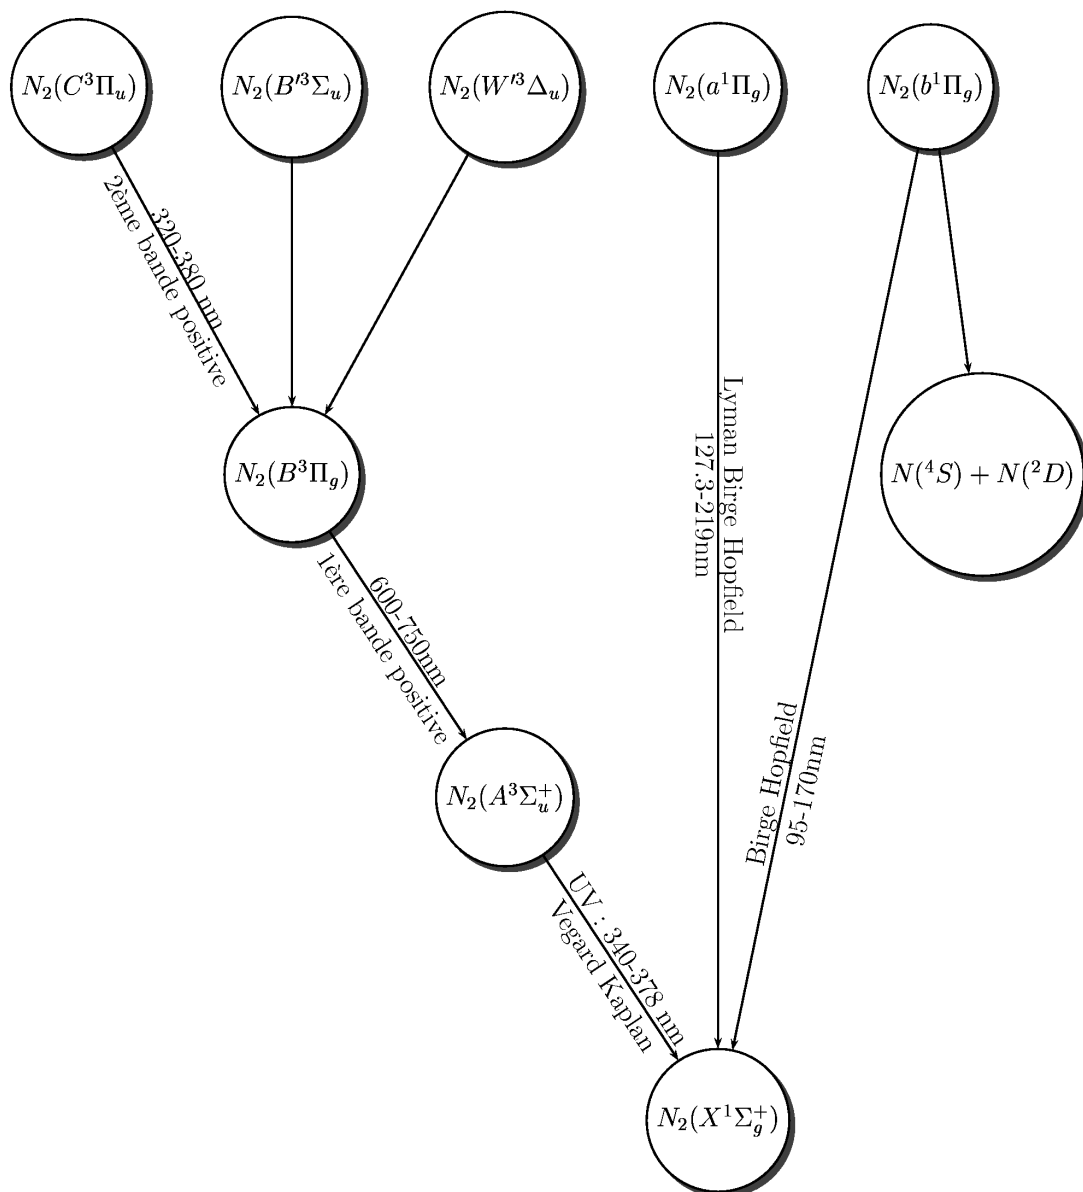 N₂(C³Πᵤ)
N₂(B′³Σᵤ)
N₂(W′³Δᵤ)
N₂(a¹Π_g)
N₂(b¹Π_g)
320-380 nm
2ème bande positive
N₂(B³Π_g)
N(⁴S) + N(²D)
Lyman Birge Hopfield
127.3-219nm
600-750nm
1ère bande positive
Birge Hopfield
95-170nm
N₂(A³Σᵤ⁺)
UV : 340-378 nm
Vegard Kaplan
N₂(X¹Σ_g⁺)